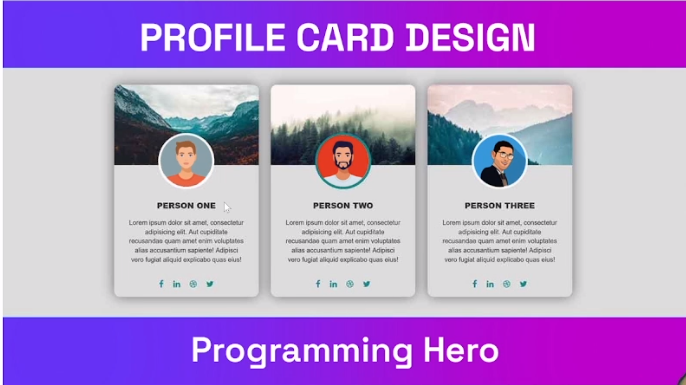 PROFILE CARD DESIGN
PERSON ONE
Lorem ipsum dolor sit amet, consectetur
adipisicing elit. Aut cupiditate
recusandae quam amet enim voluptates
alias accusantium sapiente! Adipisci
vero fugiat aliquid explicabo quas eius!
PERSON TWO
Lorem ipsum dolor sit amet, consectetur
adipisicing elit. Aut cupiditate
recusandae quam amet enim voluptates
alias accusantium sapiente! Adipisci
vero fugiat aliquid explicabo quas eius!
PERSON THREE
Lorem ipsum dolor sit amet, consectetur
adipisicing elit. Aut cupiditate
recusandae quam amet enim voluptates
alias accusantium sapiente! Adipisci
vero fugiat aliquid explicabo quas eius!
Programming Hero